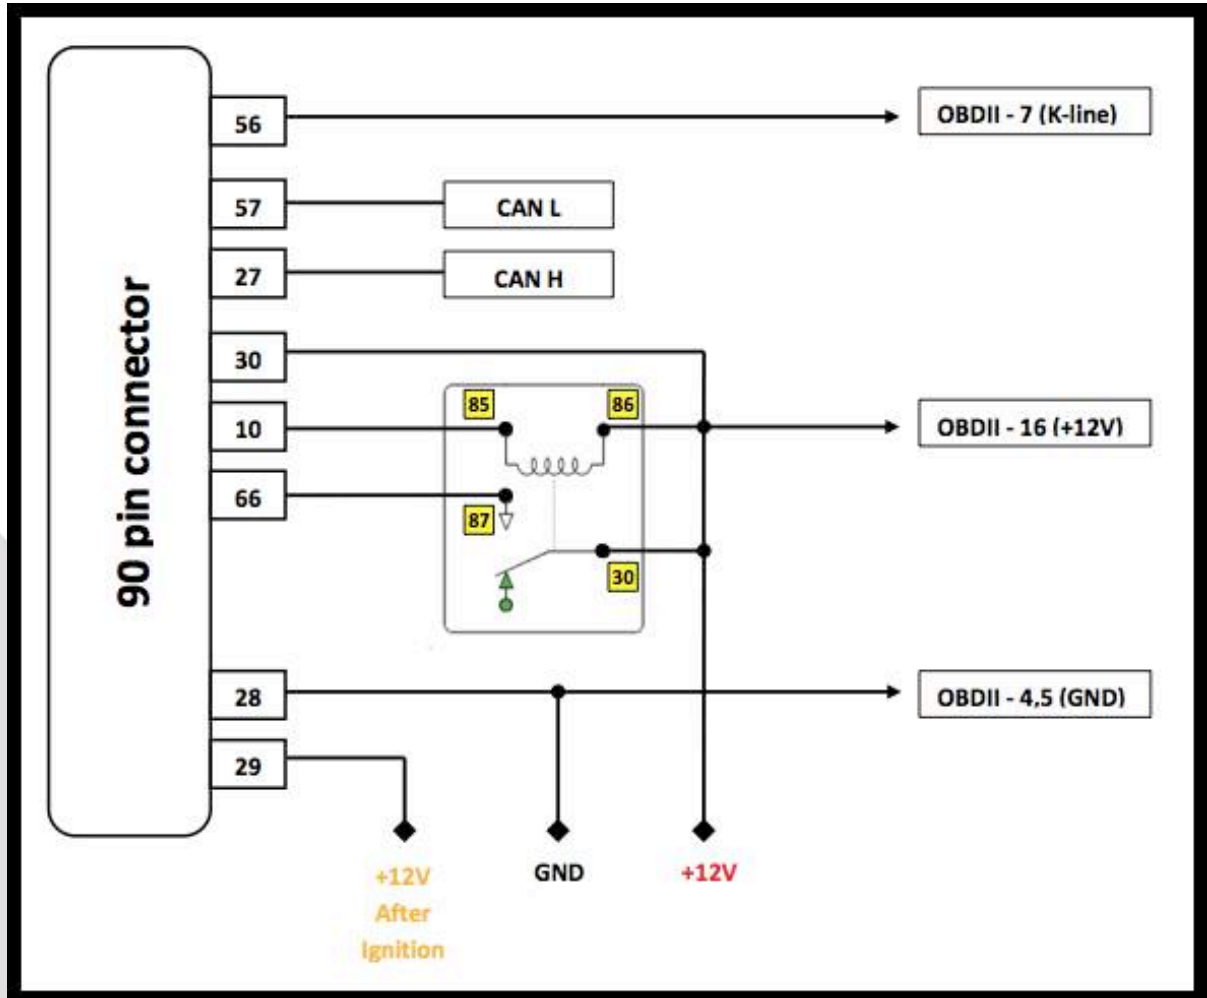 90 pin connector
56
OBDII - 7 (K-line)
57
CAN L
27
CAN H
30
85
86
10
OBDII - 16 (+12V)
66
87
30
28
OBDII - 4,5 (GND)
29
+12V
After
Ignition
GND
+12V